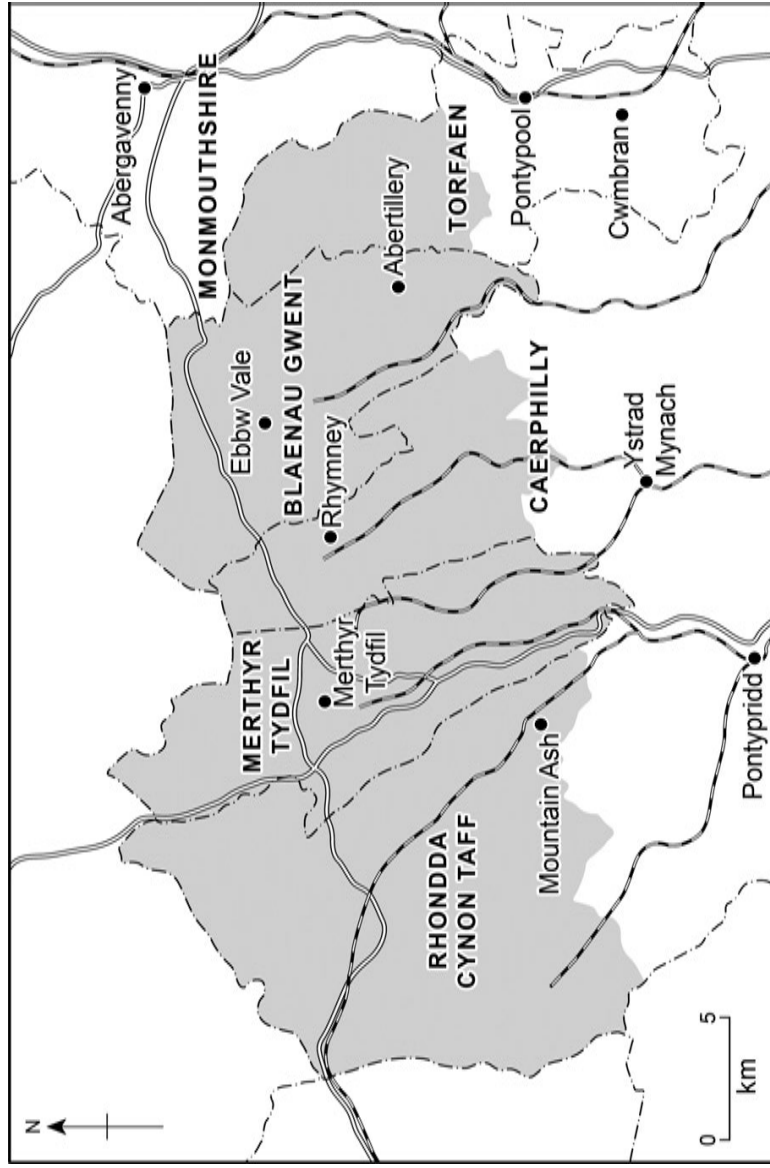 N
Abergavenny
MONMOUTHSHIRE
Ebbw Vale
BLAENAU GWENT
MERTHYR
TYDFIL
Rhymney
Merthyr
Tydfil
Abertillery
RHONDDA
CYNON TAFF
TORFAEN
Pontypool
CAERPHILLY
Mountain Ash
Cwmbran
Ystrad
Mynach
Pontypridd
0 5
km